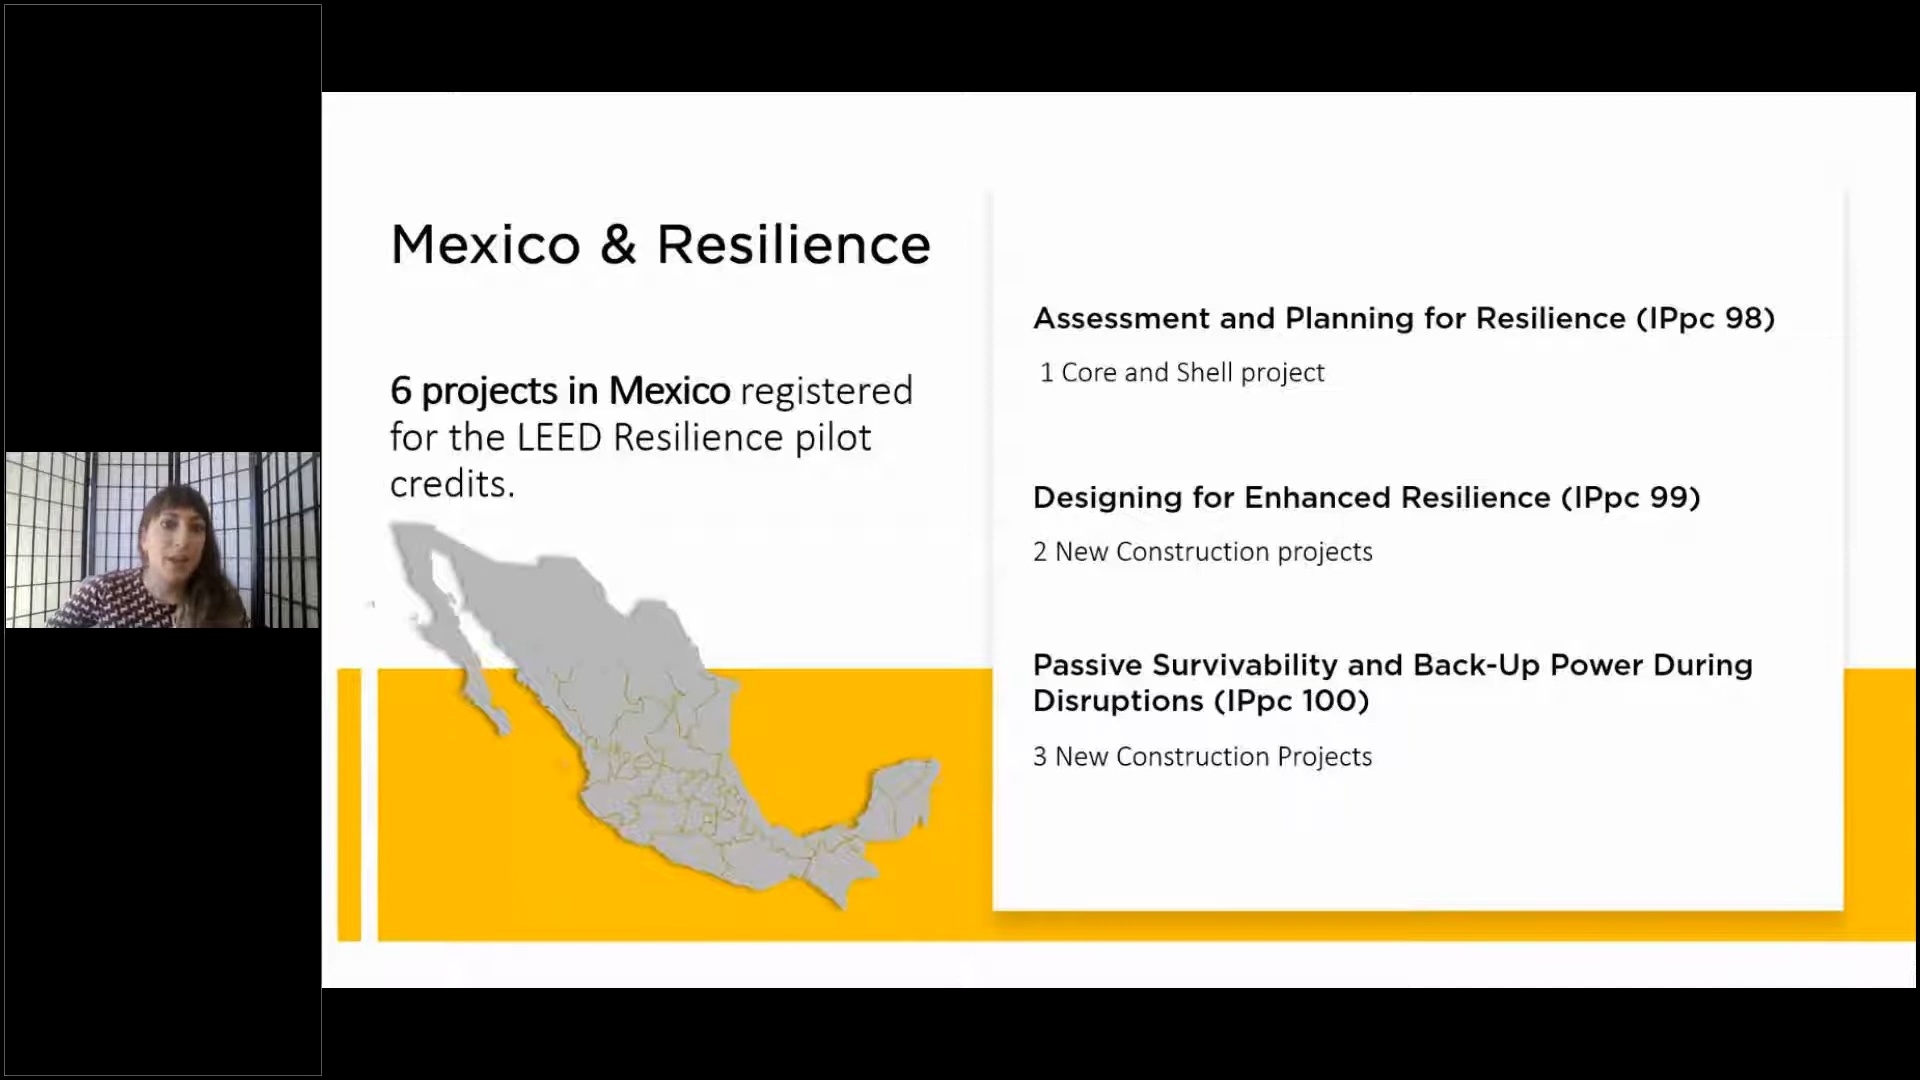 Mexico & Resilience
6 projects in Mexico registered
for the LEED Resilience pilot
credits.
Assessment and Planning for Resilience (IPpc 98)
1 Core and Shell project
Designing for Enhanced Resilience (IPpc 99)
2 New Construction projects
Passive Survivability and Back-Up Power During
Disruptions (IPpc 100)
3 New Construction Projects